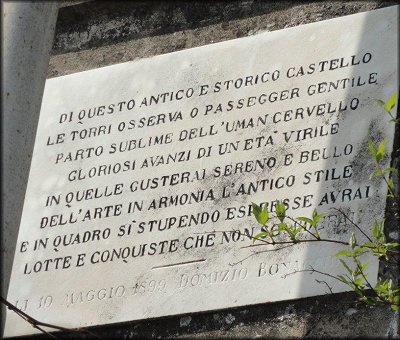 DI QUESTO ANTICO E STORICO CASTELLO
LE TORRI OSSERVA O PASSEGGER GENTILE
PARTO SUBLIME DELL'UMAN CERVELLO
GLORIOSI AVANZI DI UN'ETÀ VIRILE
IN QUELLE GUSTERAI SERENO E BELLO
DELL'ARTE IN ARMONIA L'ANTICO STILE
E IN QUADRO SI STUPENDO ESPRESSE AVRAI
LOTTE E CONQUISTE CHE NON
LI 10 MAGGIO 1899 DOMIZIO